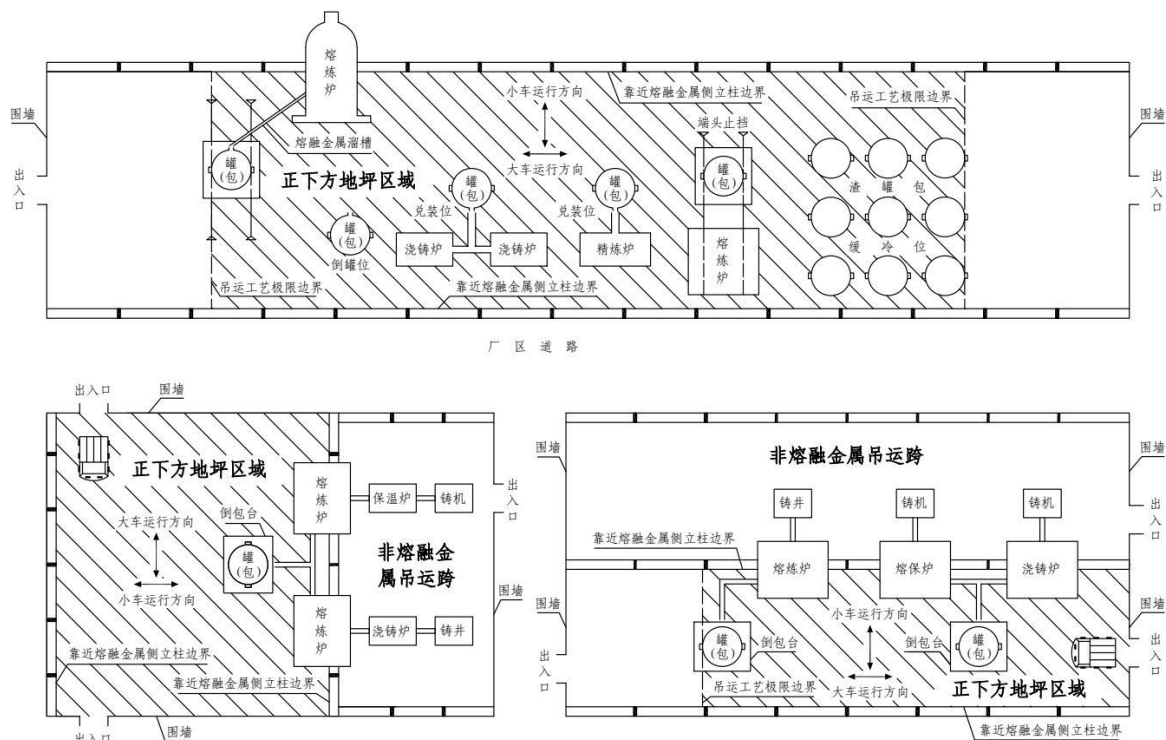 熔炼炉
围墙
出入口
小车运行方向
靠近熔融金属侧立柱边界
吊运工艺极限边界
围墙
出入口
熔融金属溜槽
大车运行方向
端头止挡
罐(包)
正下方地坪区域
罐(包)
罐(包)
罐(包)
渣罐包
兑装位
兑装位
罐(包)
浇铸炉
浇铸炉
精炼炉
熔炼炉
缓冷位
倒罐位
吊运工艺极限边界
靠近熔融金属侧立柱边界
厂区道路
出入口
围墙
正下方地坪区域
熔炼炉
保温炉
铸机
出入口
倒包台
大车运行方向
罐(包)
非熔融金
属吊运跨
小车运行方向
围墙
熔炼炉
浇铸炉
铸井
靠近熔融金属侧立柱边界
靠近熔融金属侧立柱边界
出入口
围墙
围墙
非熔融金属吊运跨
围墙
铸井
铸机
铸机
出入口
靠近熔融金属侧立柱边界
熔炼炉
熔保炉
浇铸炉
围墙
小车运行方向
围墙
罐(包)
倒包台
倒包台
罐(包)
出入口
出入口
吊运工艺极限边界
大车运行方向
正下方地坪区域
靠近熔融金属侧立柱边界